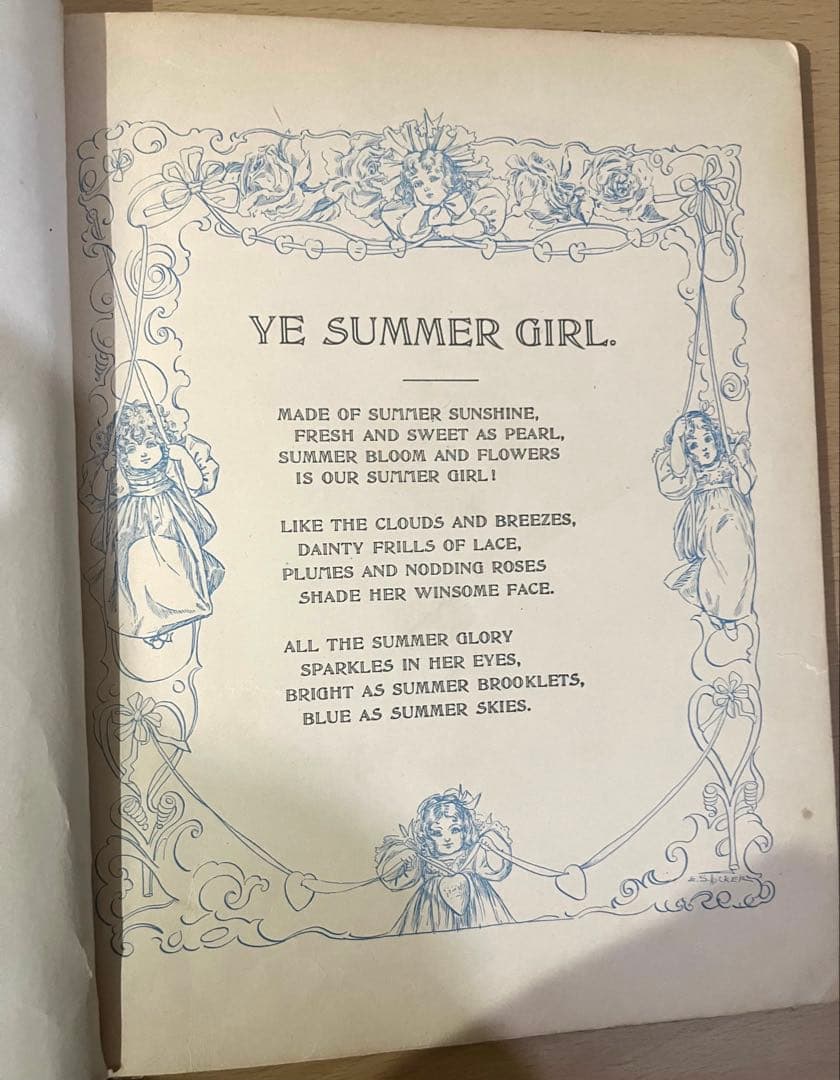 YE SUMMER GIRL.
MADE OF SUMMER SUNSHINE,
FRESH AND SWEET AS PEARL,
SUMMER BLOOM AND FLOWERS
IS OUR SUMMER GIRL!
LIKE THE CLOUDS AND BREEZES,
DAINTY FRILLS OF LACE,
PLUMES AND NODDING ROSES
SHADE HER WINSOME FACE.
ALL THE SUMMER GLORY
SPARKLES IN HER EYES,
BRIGHT AS SUMMER BROOKLETS,
BLUE AS SUMMER SKIES.